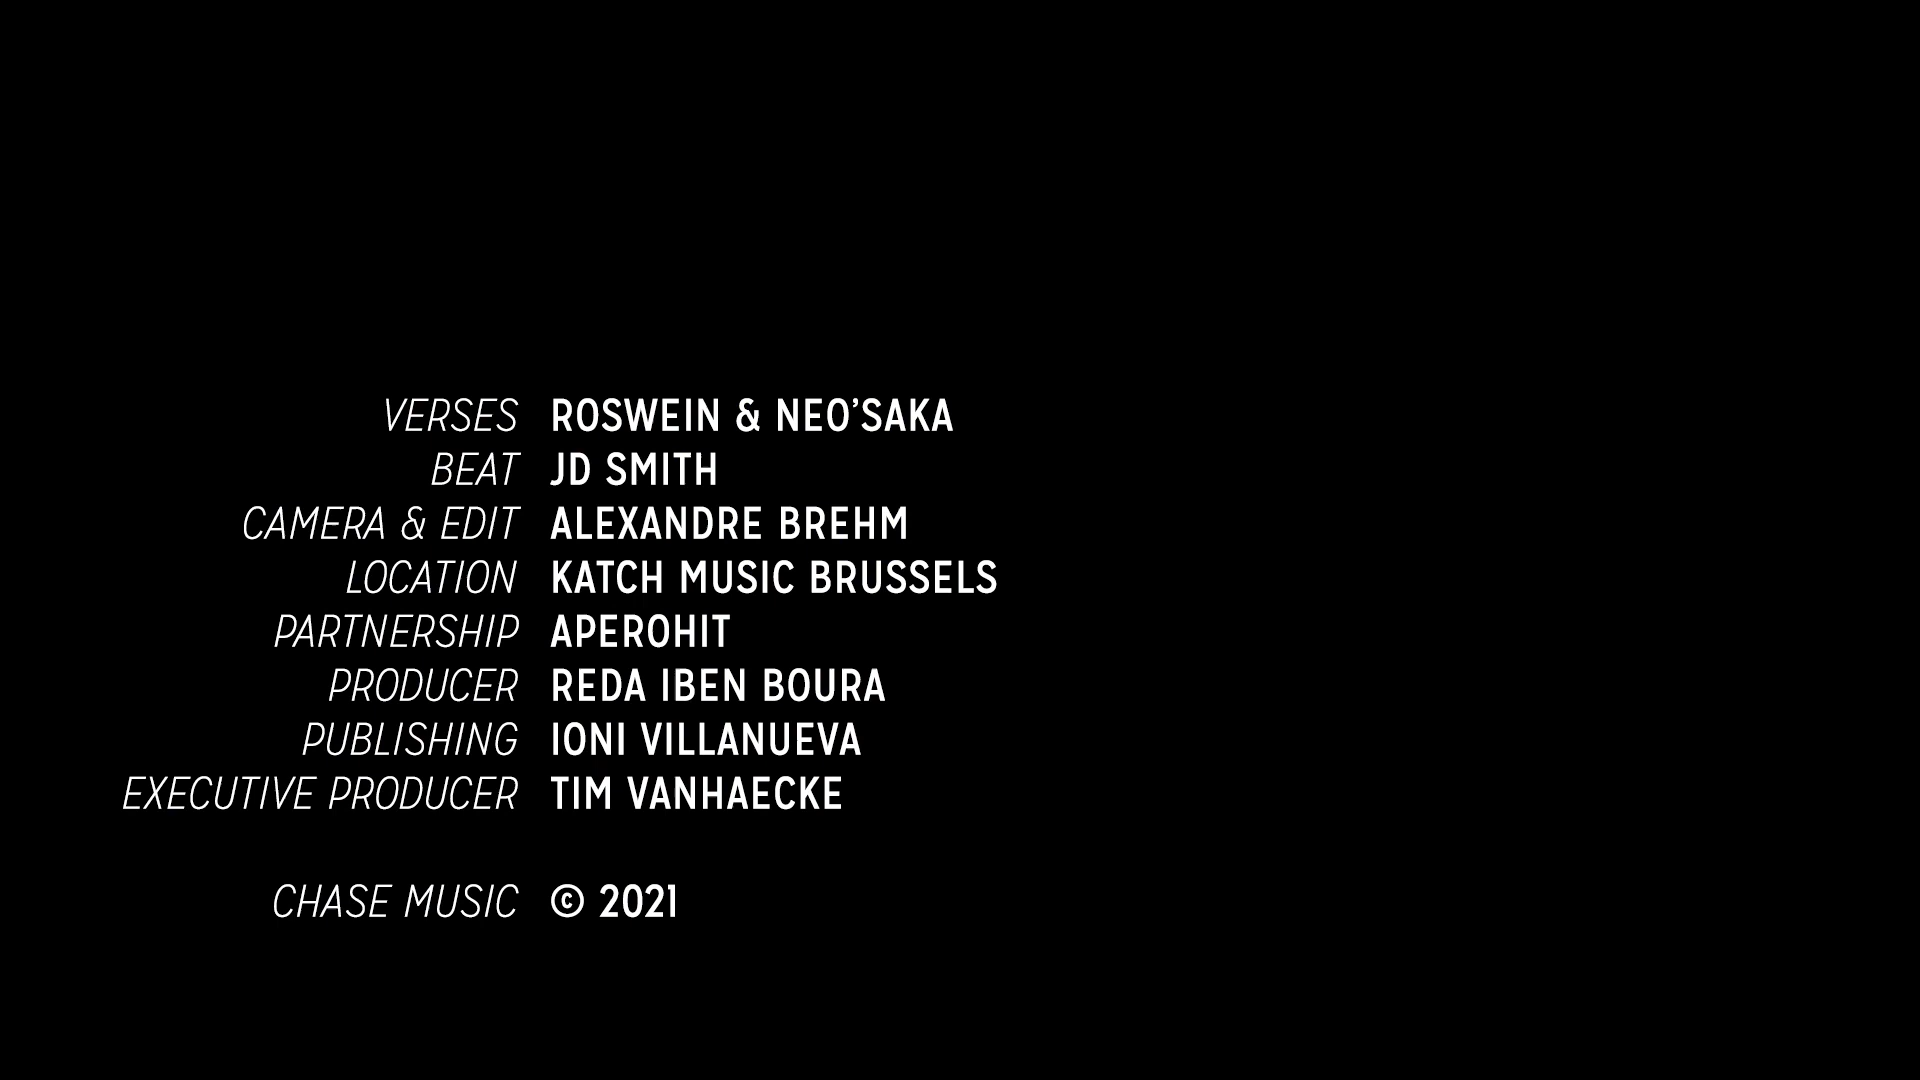 VERSES ROSWEIN & NEO’SAKA
BEAT JD SMITH
CAMERA & EDIT ALEXANDRE BREHM
LOCATION KATCH MUSIC BRUSSELS
PARTNERSHIP APEROHIT
PRODUCER REDA IBEN BOURA
PUBLISHING IONI VILLANUEVA
EXECUTIVE PRODUCER TIM VANHAECKE
CHASE MUSIC © 2021